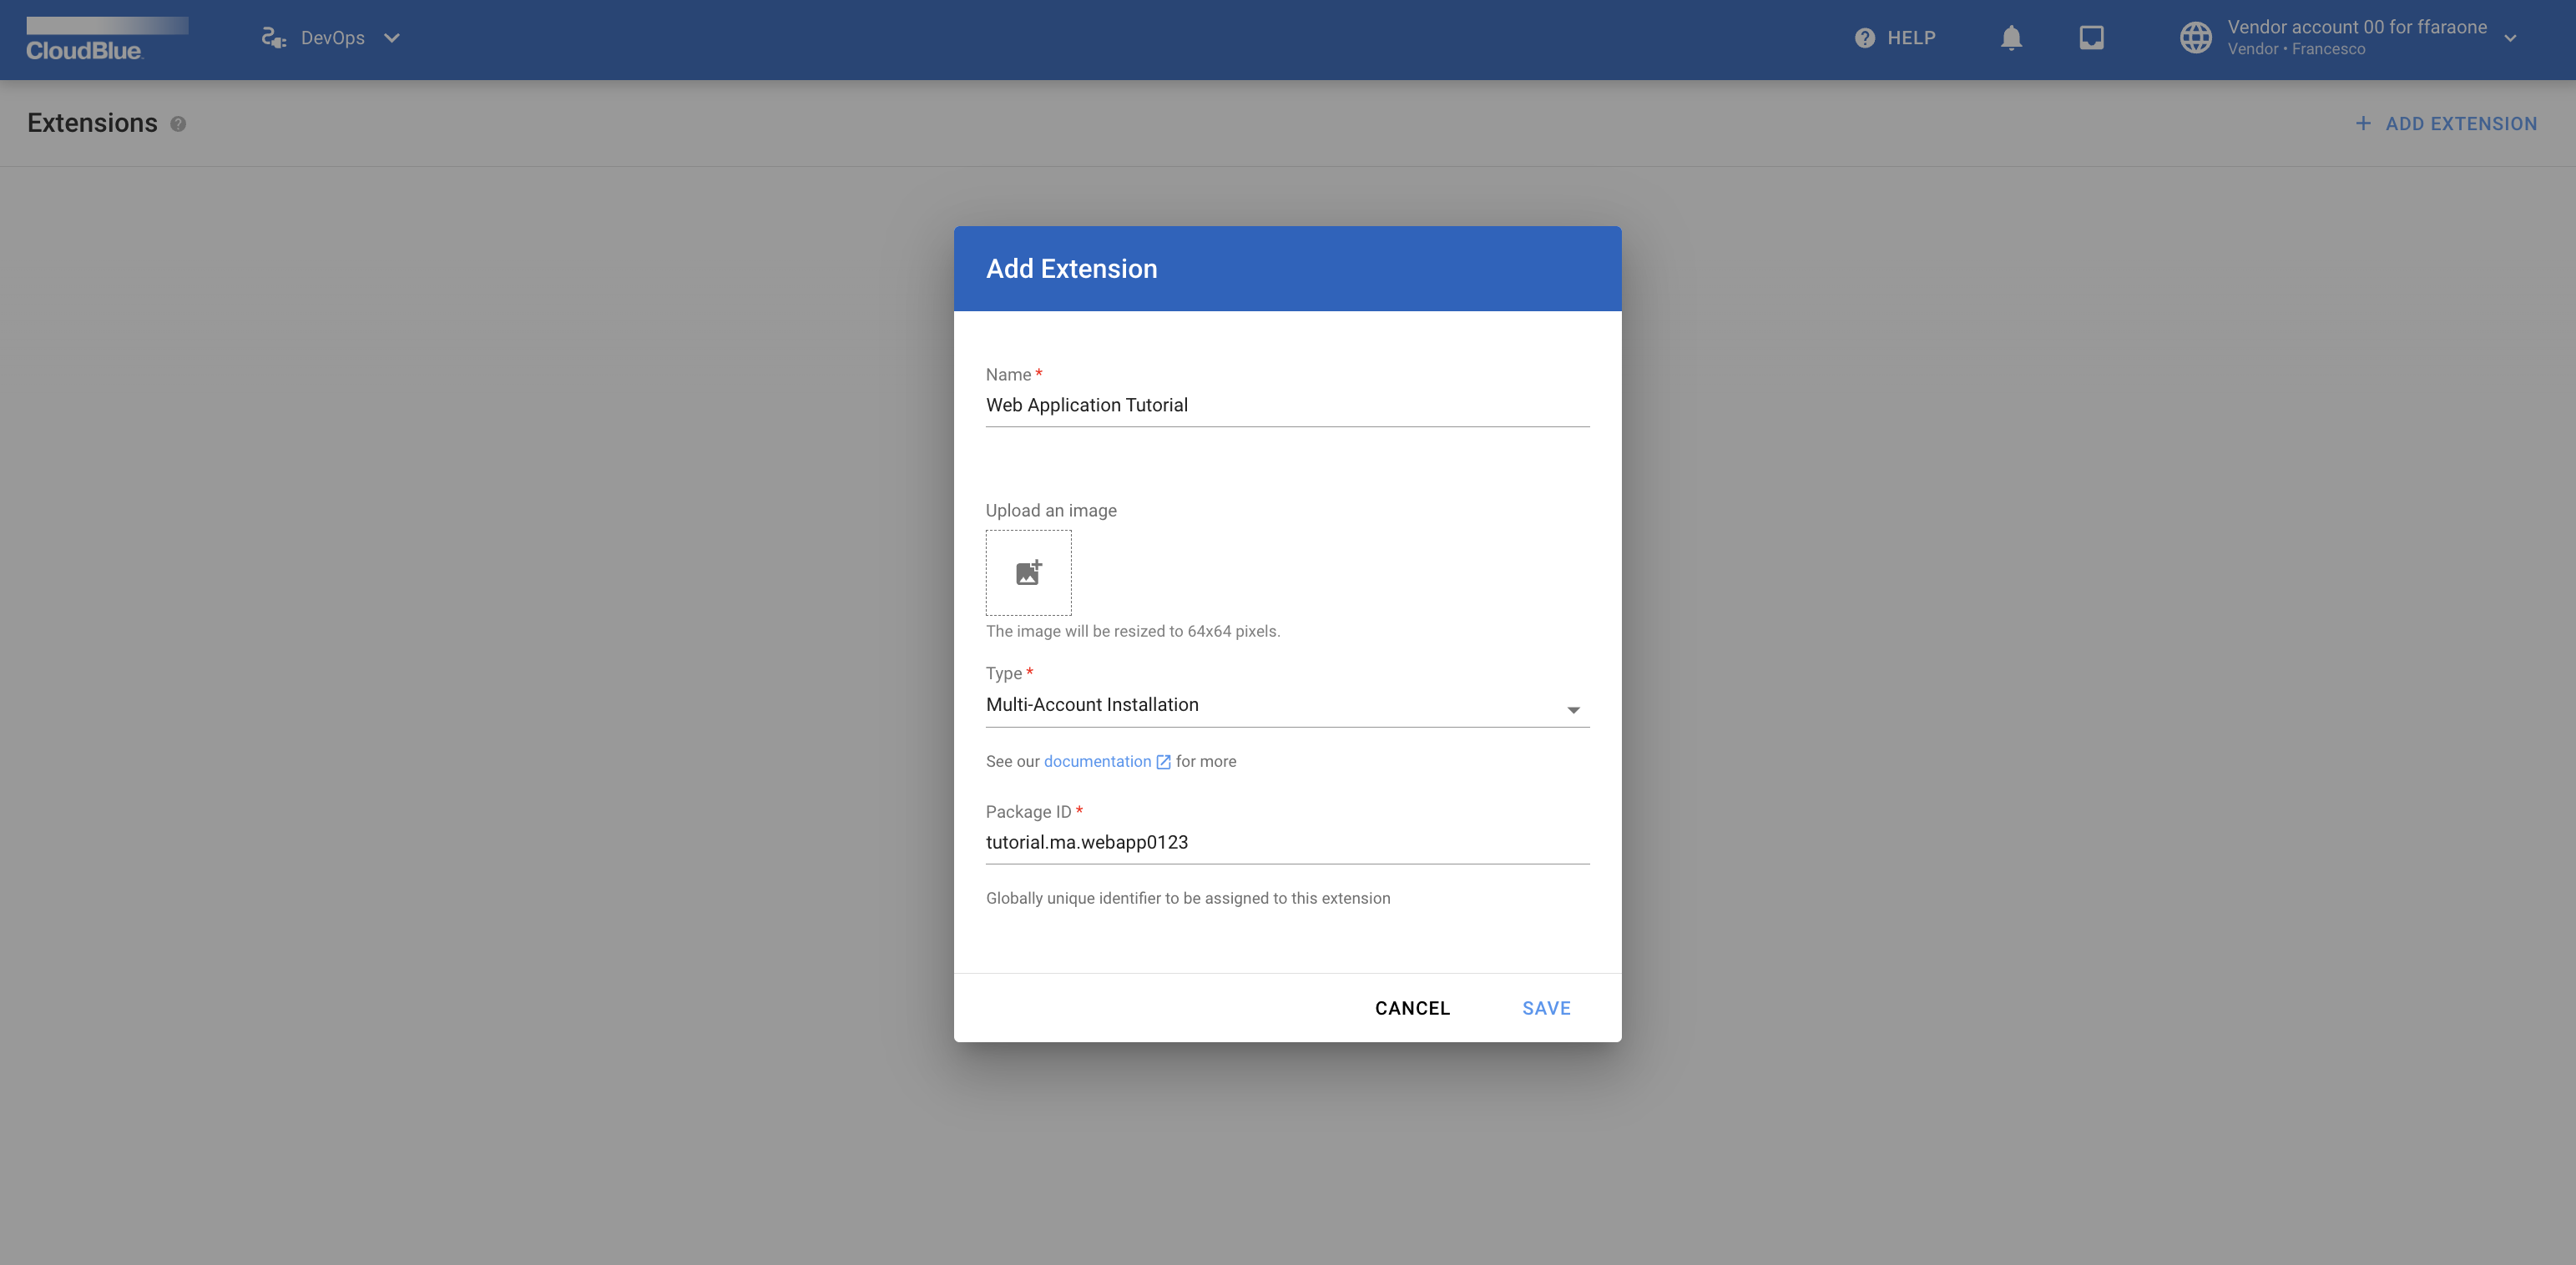 CloudBlue
DevOps
HELP
Vendor account 00 for ffaraone
Vendor • Francesco
Extensions
+ ADD EXTENSION
Add Extension
Name *
Web Application Tutorial
Upload an image
The image will be resized to 64x64 pixels.
Type *
Multi-Account Installation
See our documentation for more
Package ID *
tutorial.ma.webapp0123
Globally unique identifier to be assigned to this extension
CANCEL
SAVE